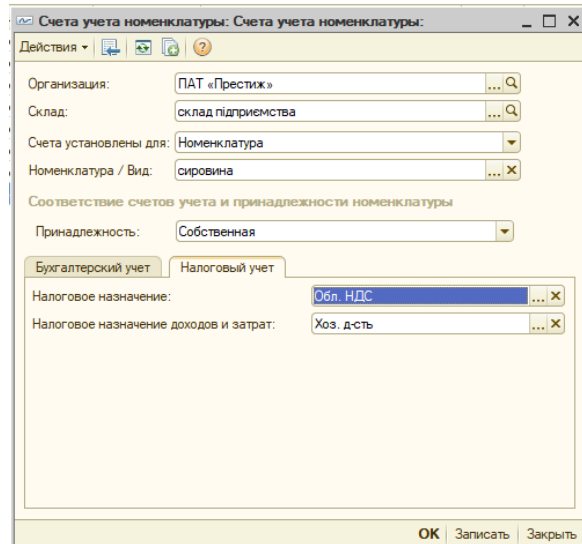 Счета учета номенклатуры: Счета учета номенклатуры:
Действия
Организация: ПАТ «Престиж» ...
Склад: склад підприємства ...
Счета установлены для: Номенклатура
Номенклатура / Вид: сировина ...
Соответствие счетов учета и принадлежности номенклатуры
Принадлежность: Собственная
Бухгалтерский учет Налоговый учет
Налоговое назначение: Обл. НДС ...
Налоговое назначение доходов и затрат: Хоз. д-сть ...
OK Записать Закрыть